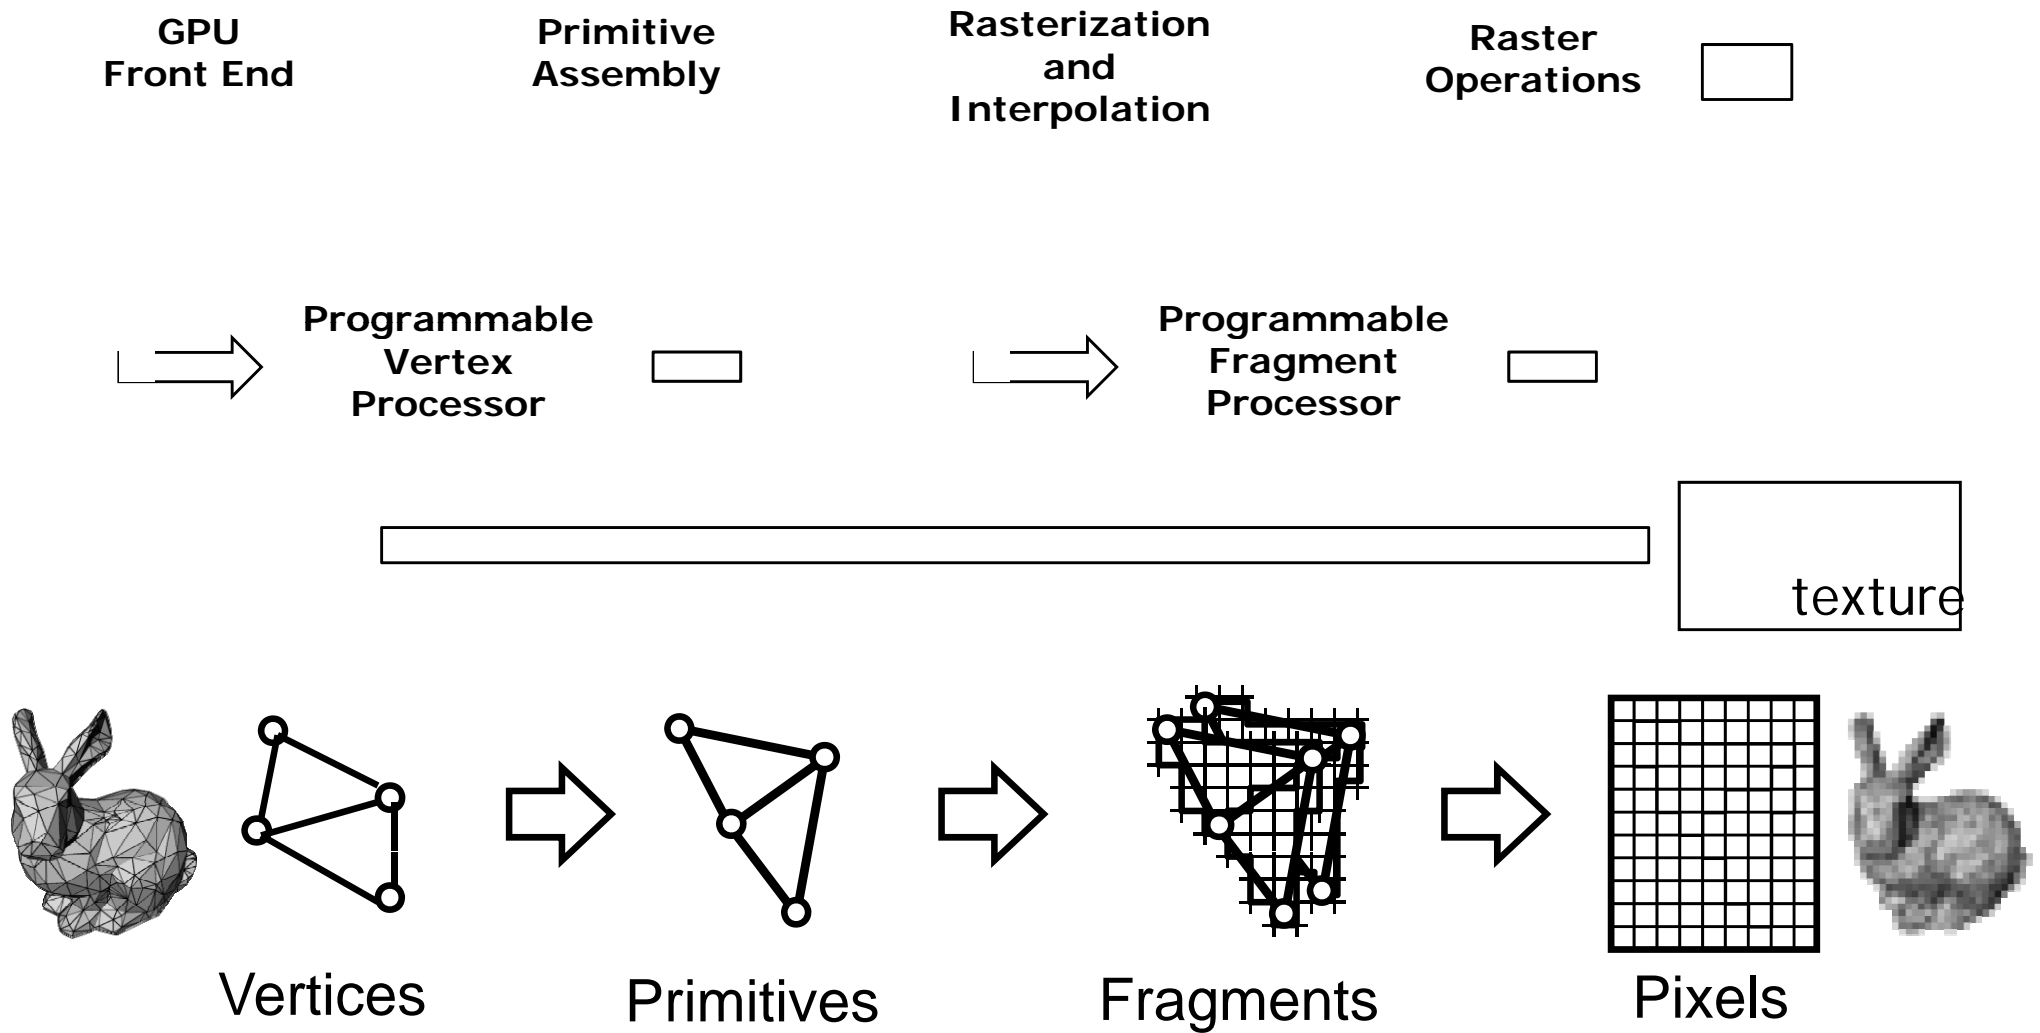 GPU
Front End
Primitive
Assembly
Rasterization
and
Interpolation
Raster
Operations
Programmable
Vertex
Processor
Programmable
Fragment
Processor
texture
Vertices
Primitives
Fragments
Pixels